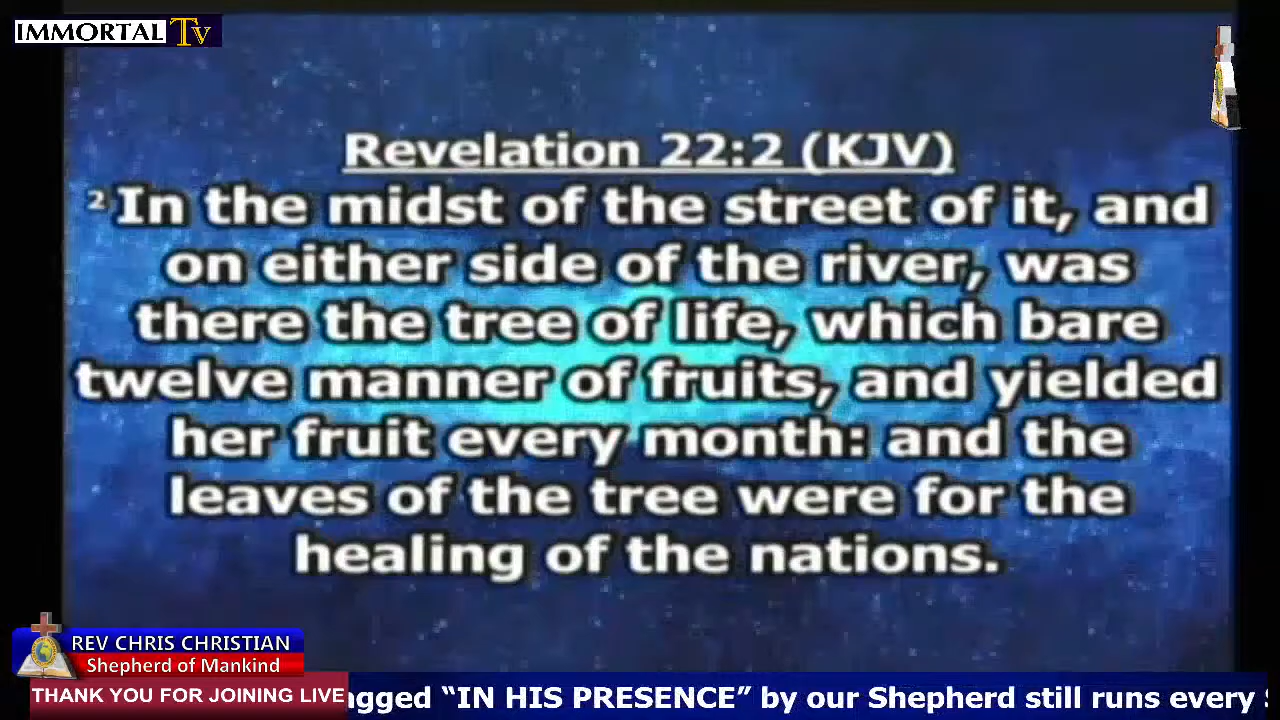 IMMORTAL Tv
Revelation 22:2 (KJV)
² In the midst of the street of it, and
on either side of the river, was
there the tree of life, which bare
twelve manner of fruits, and yielded
her fruit every month: and the
leaves of the tree were for the
healing of the nations.
REV CHRIS CHRISTIAN
Shepherd of Mankind
THANK YOU FOR JOINING LIVE
agged “IN HIS PRESENCE” by our Shepherd still runs every